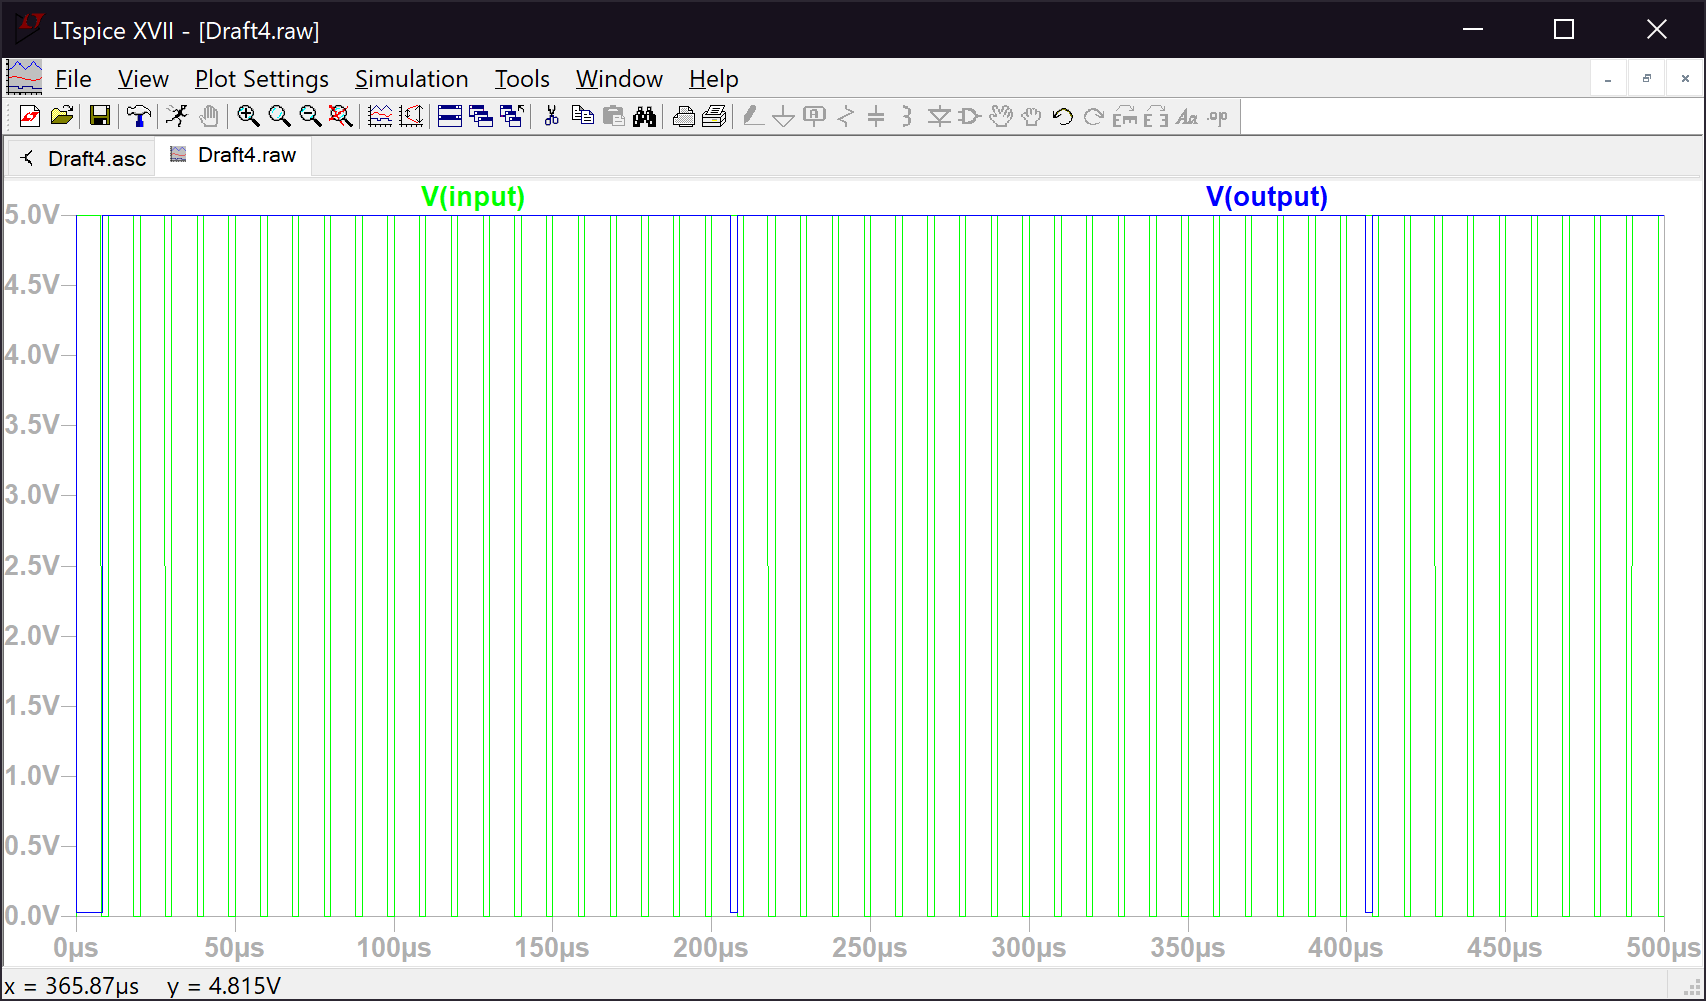 LTspice XVII - [Draft4.raw]
File View Plot Settings Simulation Tools Window Help
Draft4.asc Draft4.raw
V(input) V(output)
5.0V
4.5V
4.0V
3.5V
3.0V
2.5V
2.0V
1.5V
1.0V
0.5V
0.0V
0µs 50µs 100µs 150µs 200µs 250µs 300µs 350µs 400µs 450µs 500µs
x = 365.87µs y = 4.815V